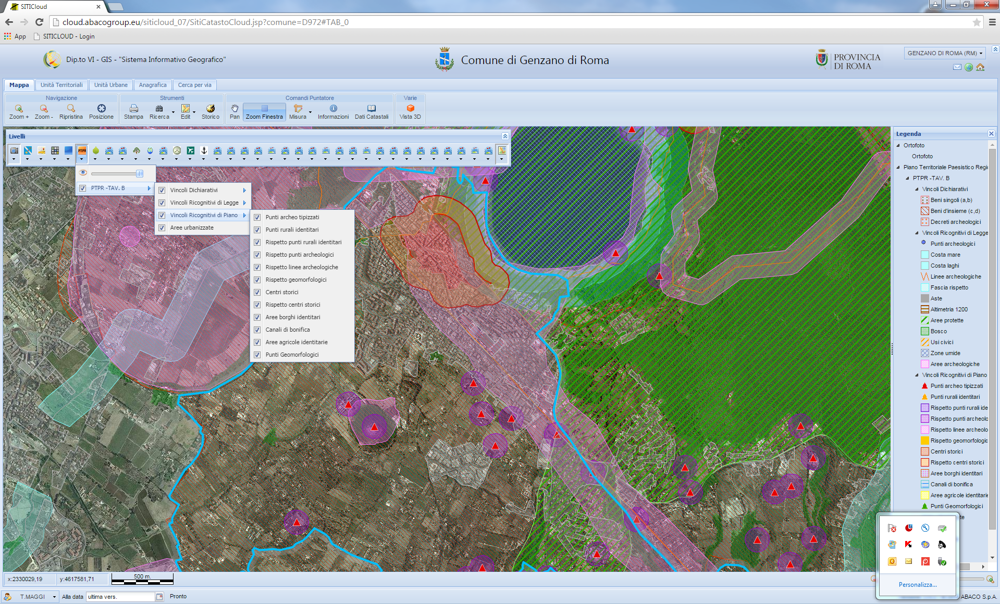 SITICloud
cloud.abacogroup.eu/siticloud_07/SitiCatastoCloud.jsp?comune=D972#TAB_0
App
SITICLOUD - Login
Dip.to VI - GIS - "Sistema Informativo Geografico"
Comune di Genzano di Roma
PROVINCIA
DI ROMA
GENZANO DI ROMA (RM)
Mappa
Unità Territoriali
Unità Urbane
Anagrafica
Cerca per via
Navigazione
Strumenti
Comandi Puntatore
Varie
Zoom +
Zoom -
Ripristina
Posizione
Stampa
Ricerca
Edit
Storico
Pan
Zoom Finestra
Misura
Informazioni
Dati Catastali
Vista 3D
Livelli
PTPR
PTPR -TAV. B
Vincoli Dichiarativi
Vincoli Ricognitivi di Legge
Vincoli Ricognitivi di Piano
Aree urbanizzate
Punti archeo tipizzati
Punti rurali identitari
Rispetto punti rurali identitari
Rispetto punti archeologici
Rispetto linee archeologiche
Rispetto geomorfologici
Centri storici
Rispetto centri storici
Aree borghi identitari
Canali di bonifica
Aree agricole identitarie
Punti Geomorfologici
Legenda
Ortofoto
Ortofoto
Piano Territoriale Paesistico Regio
PTPR -TAV. B
Vincoli Dichiarativi
Beni singoli (a,b)
Beni d'insieme (c,d)
Decreti archeologici
Vincoli Ricognitivi di Legge
Punti archeologici
Costa mare
Costa laghi
Linee archeologiche
Fascia rispetto
Aste
Altimetria 1200
Aree protette
Bosco
Usi civici
Zone umide
Aree archeologiche
Vincoli Ricognitivi di Piano
Punti archeo tipizzati
Punti rurali identitari
Rispetto punti rurali ide
Rispetto punti archeolo
Rispetto linee archeolo
Rispetto geomorfologic
Centri storici
Rispetto centri storici
Aree borghi identitari
Canali di bonifica
Aree agricole identitarie
Punti Geomorfologici
te
Personalizza...
x:2330029,19
y:4617581,71
500 m.
T.MAGGI
Alla data
ultima vers.
Pronto
ABACO S.p.A.